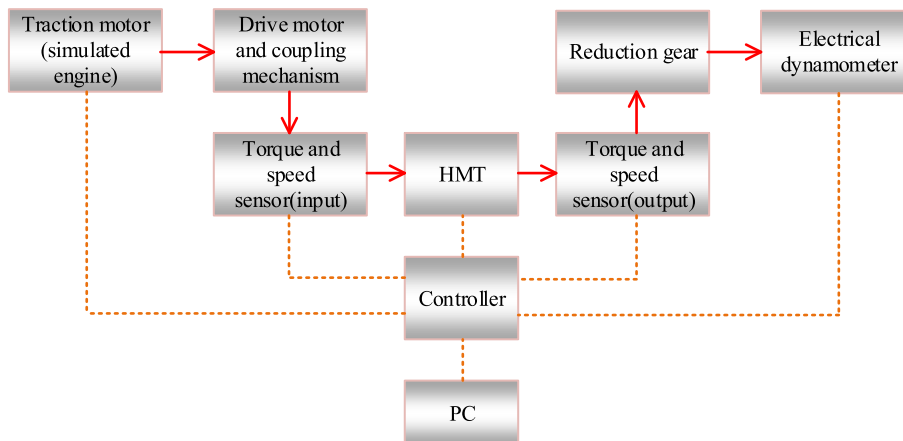 Traction motor
(simulated
engine)
Drive motor
and coupling
mechanism
Reduction gear
Electrical
dynamometer
Torque and
speed
sensor(input)
HMT
Torque and
speed
sensor(output)
Controller
PC